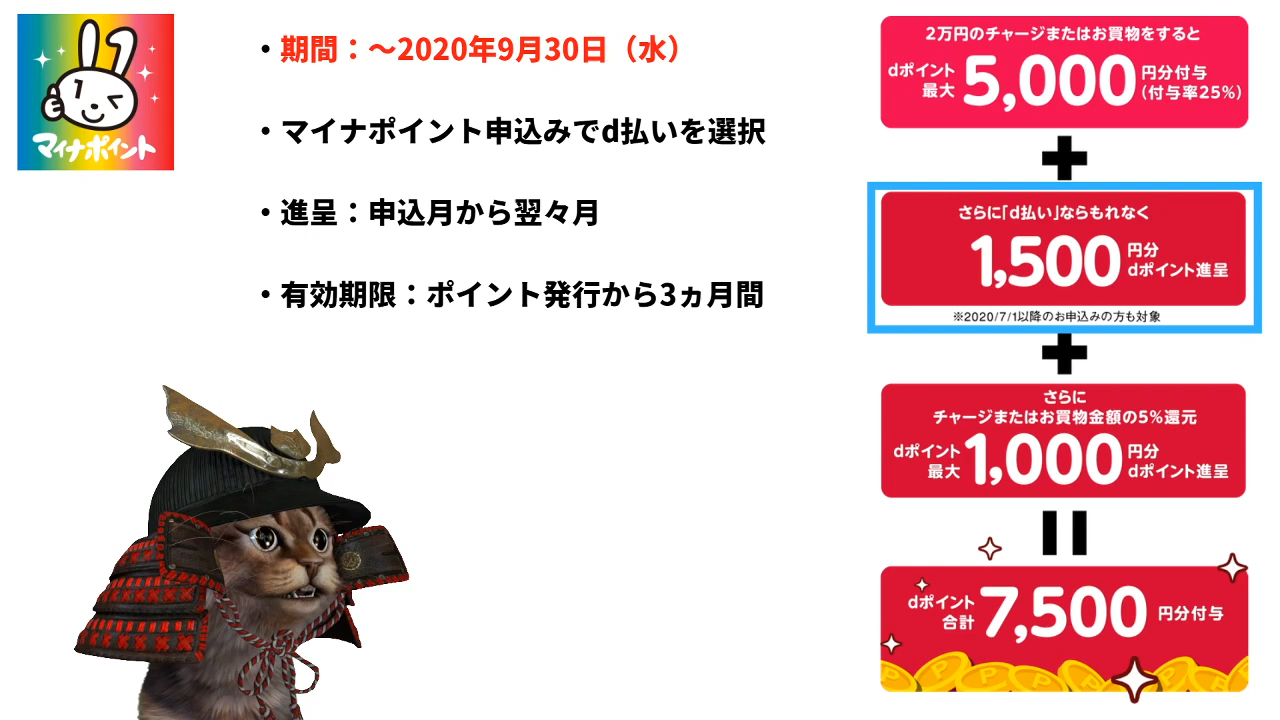 マイナポイント
・期間：～2020年9月30日（水）
・マイナポイント申込みでd払いを選択
・進呈：申込月から翌々月
・有効期限：ポイント発行から3ヵ月間
2万円のチャージまたはお買物をすると
dポイント
最大
5,000
円分付与
(付与率25%)
さらに「d払い」ならもれなく
1,500
円分
dポイント進呈
※2020/7/1以降のお申込みの方も対象
さらに
チャージまたはお買物金額の5%還元
dポイント
最大
1,000
円分
dポイント進呈
dポイント
合計
7,500
円分付与